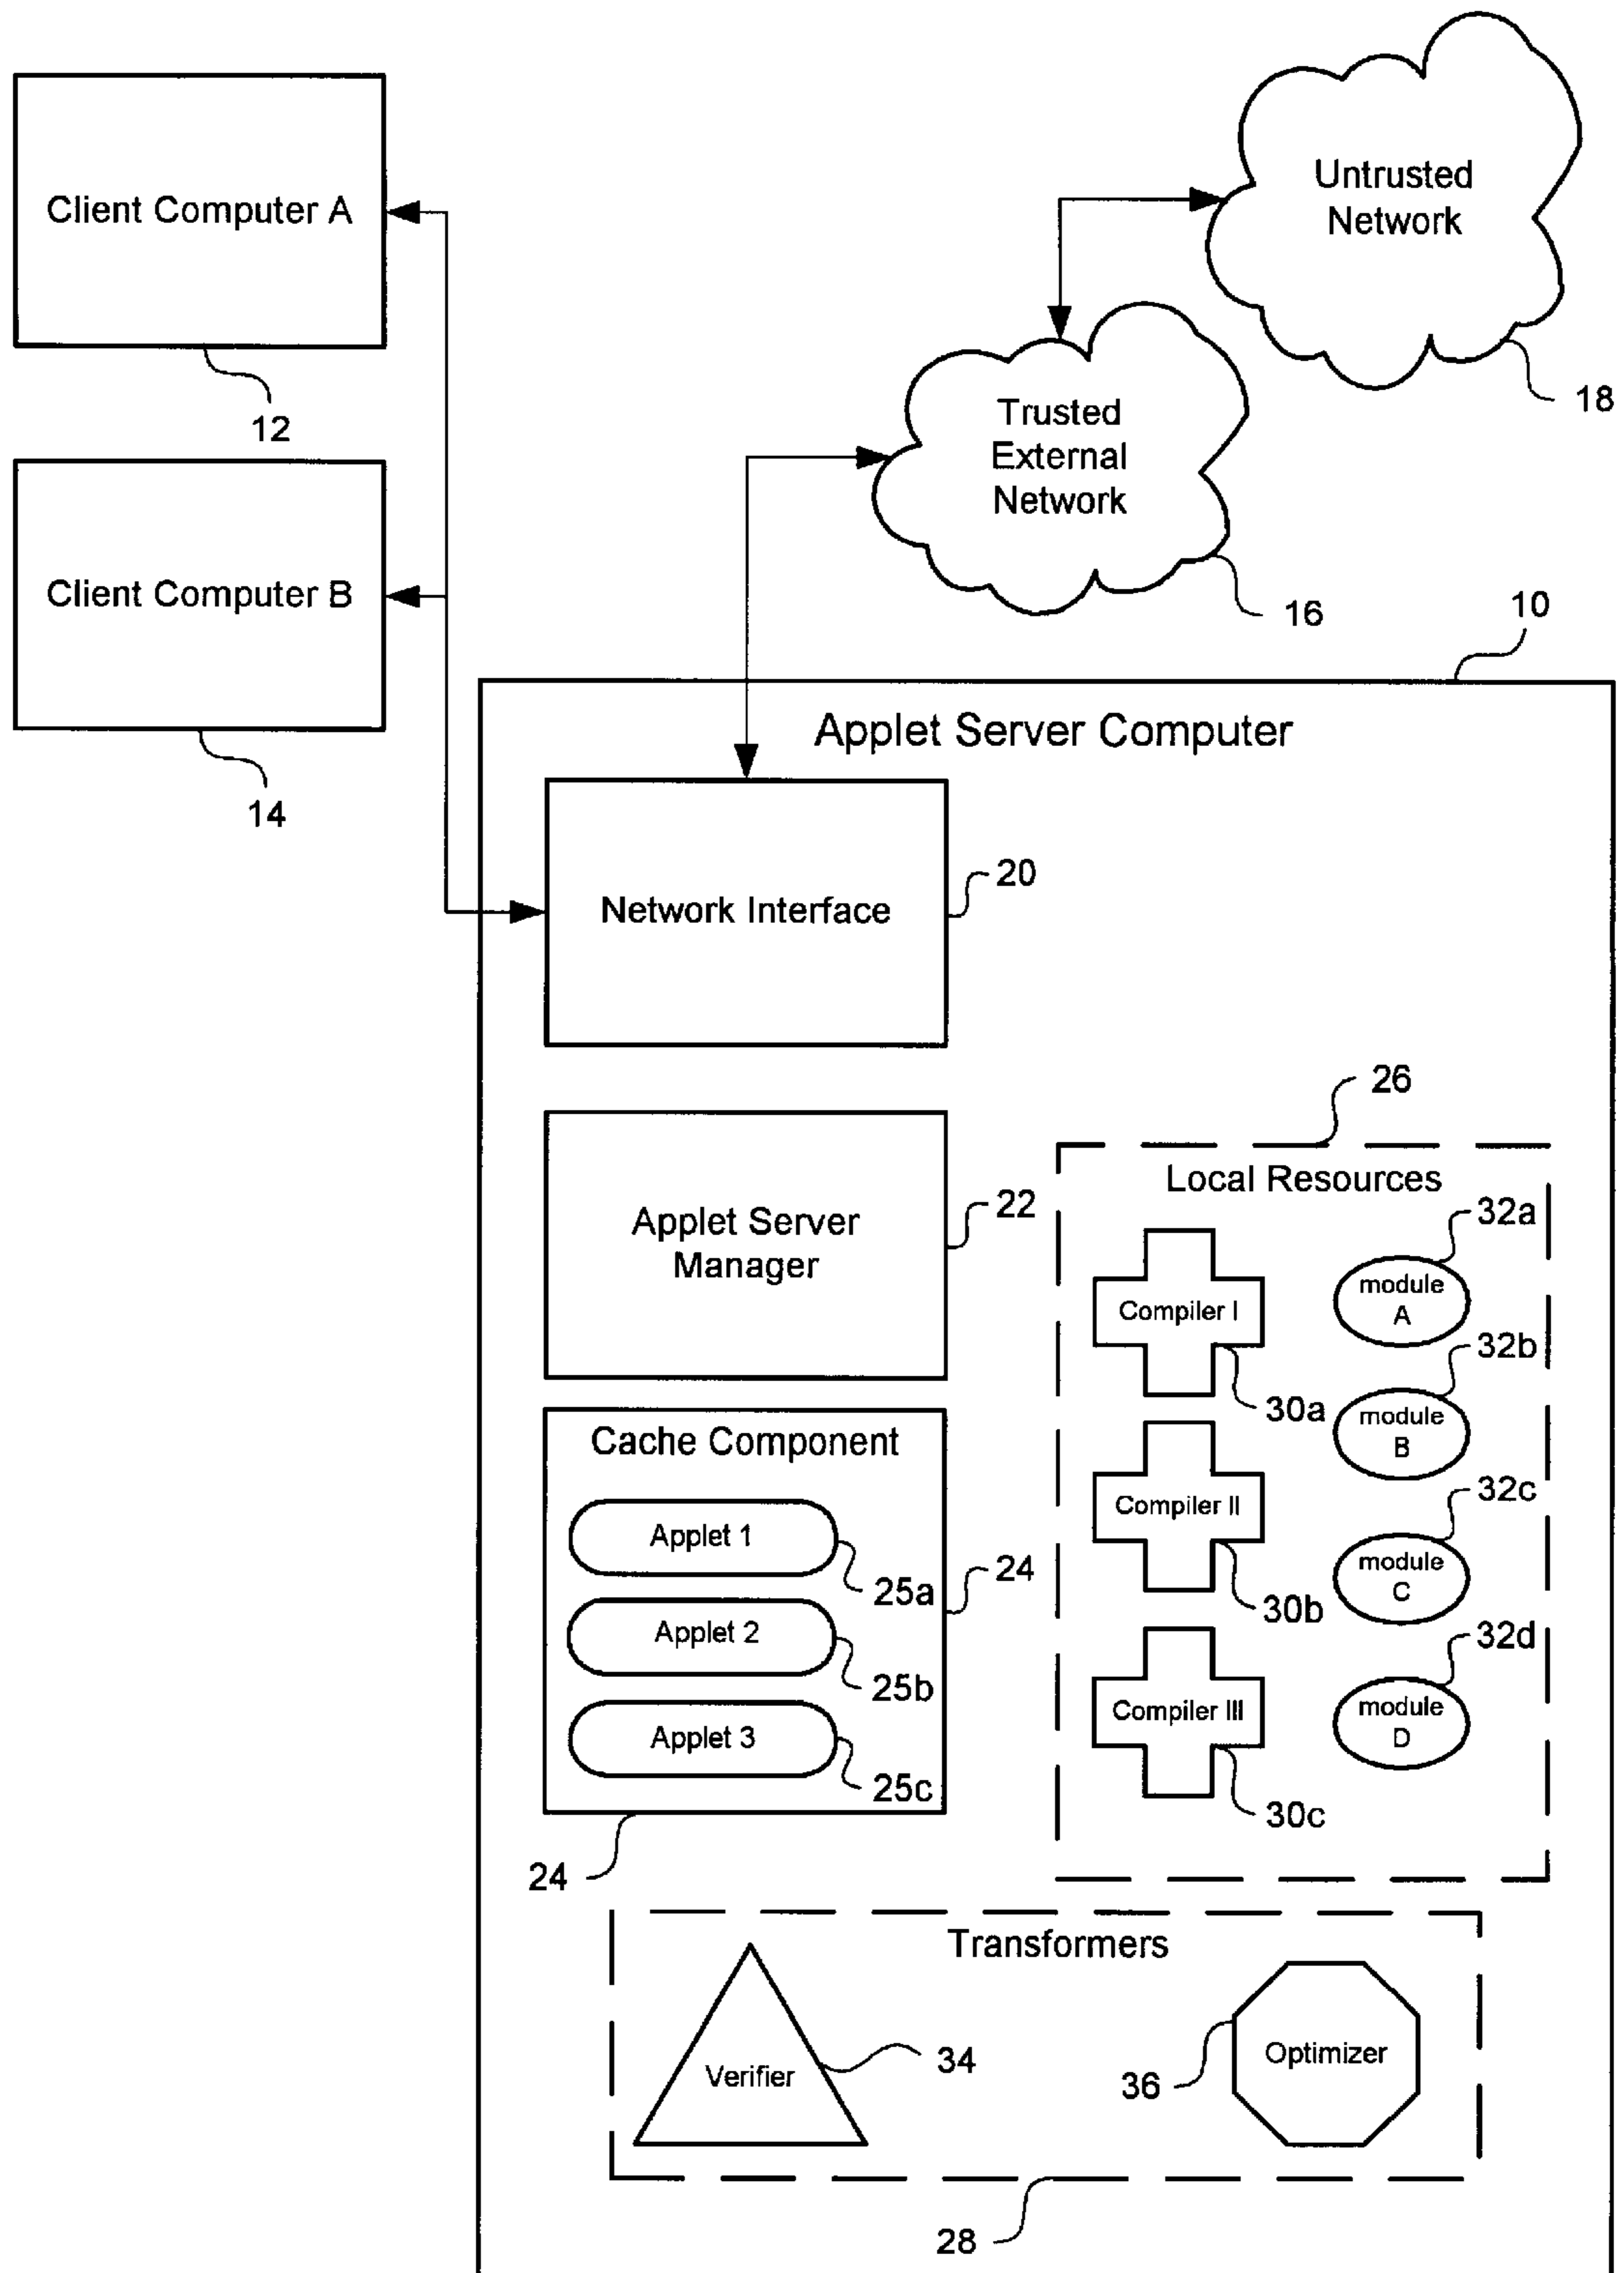 Client Computer A
12
Client Computer B
14
Untrusted
Network
18
Trusted
External
Network
16
10
Applet Server Computer
Network Interface
20
Applet Server
Manager
22
Cache Component
Applet 1
25a
Applet 2
25b
Applet 3
25c
24
24
26
Local Resources
Compiler I
30a
Compiler II
30b
Compiler III
30c
32a
module
A
32b
module
B
32c
module
C
32d
module
D
Transformers
Verifier
34
Optimizer
36
28